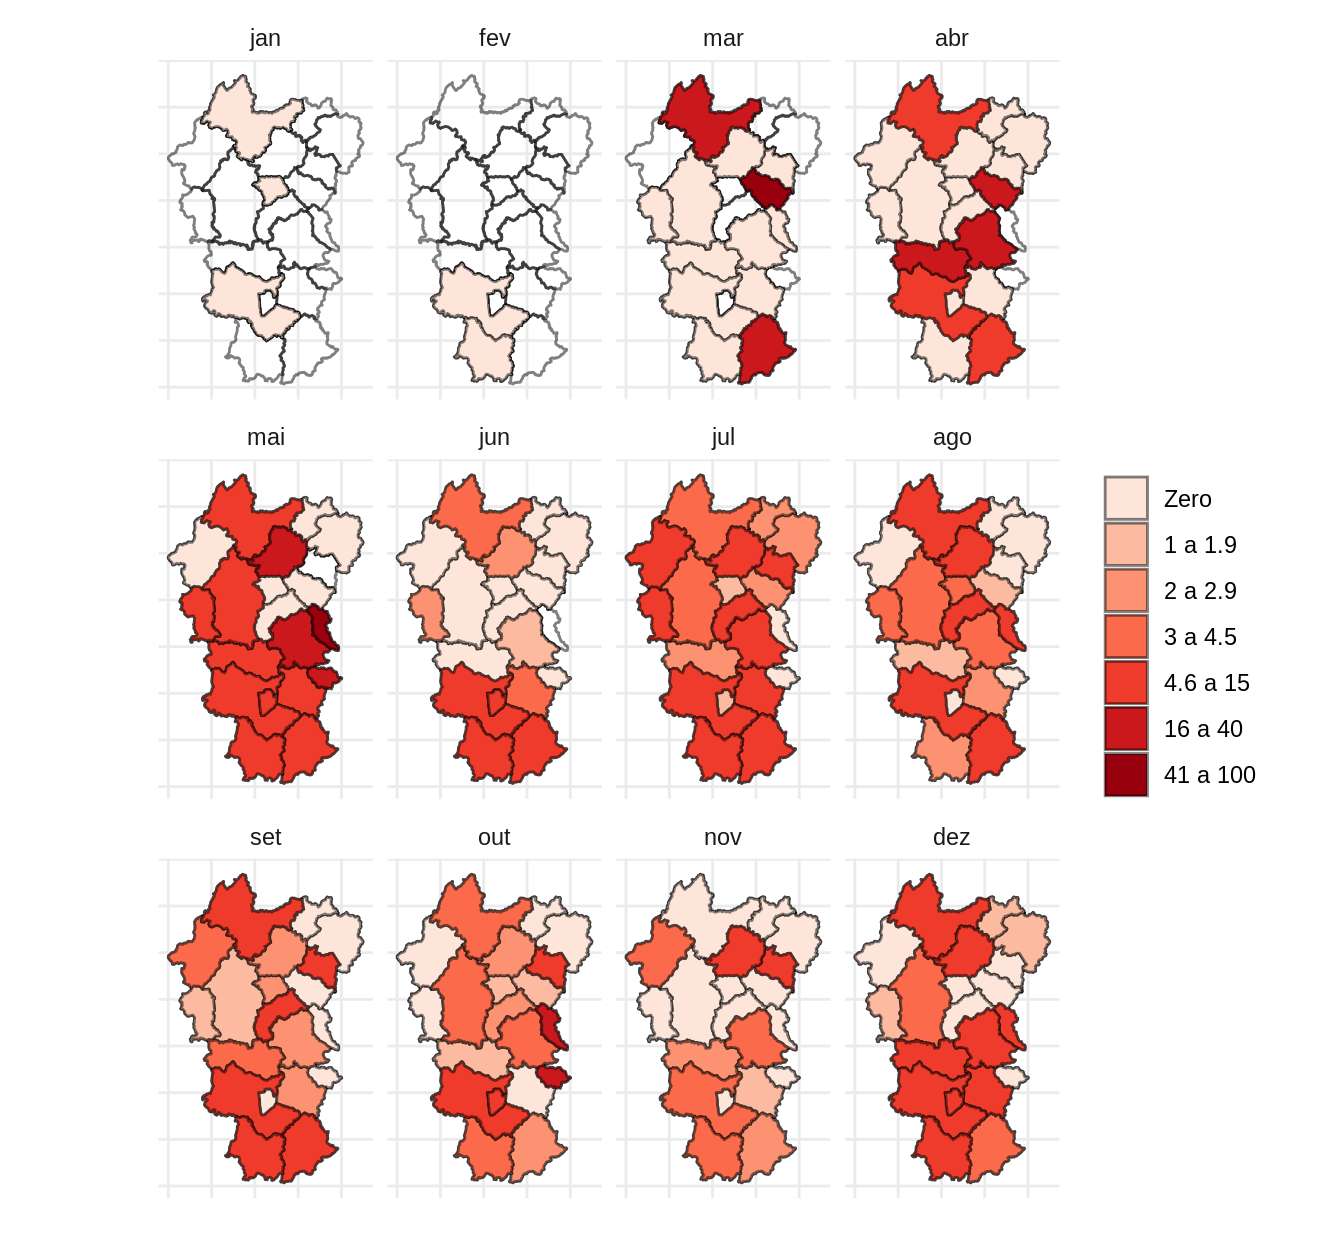 jan fev mar abr
mai jun jul ago
Zero
1 a 1.9
2 a 2.9
3 a 4.5
4.6 a 15
16 a 40
41 a 100
set out nov dez